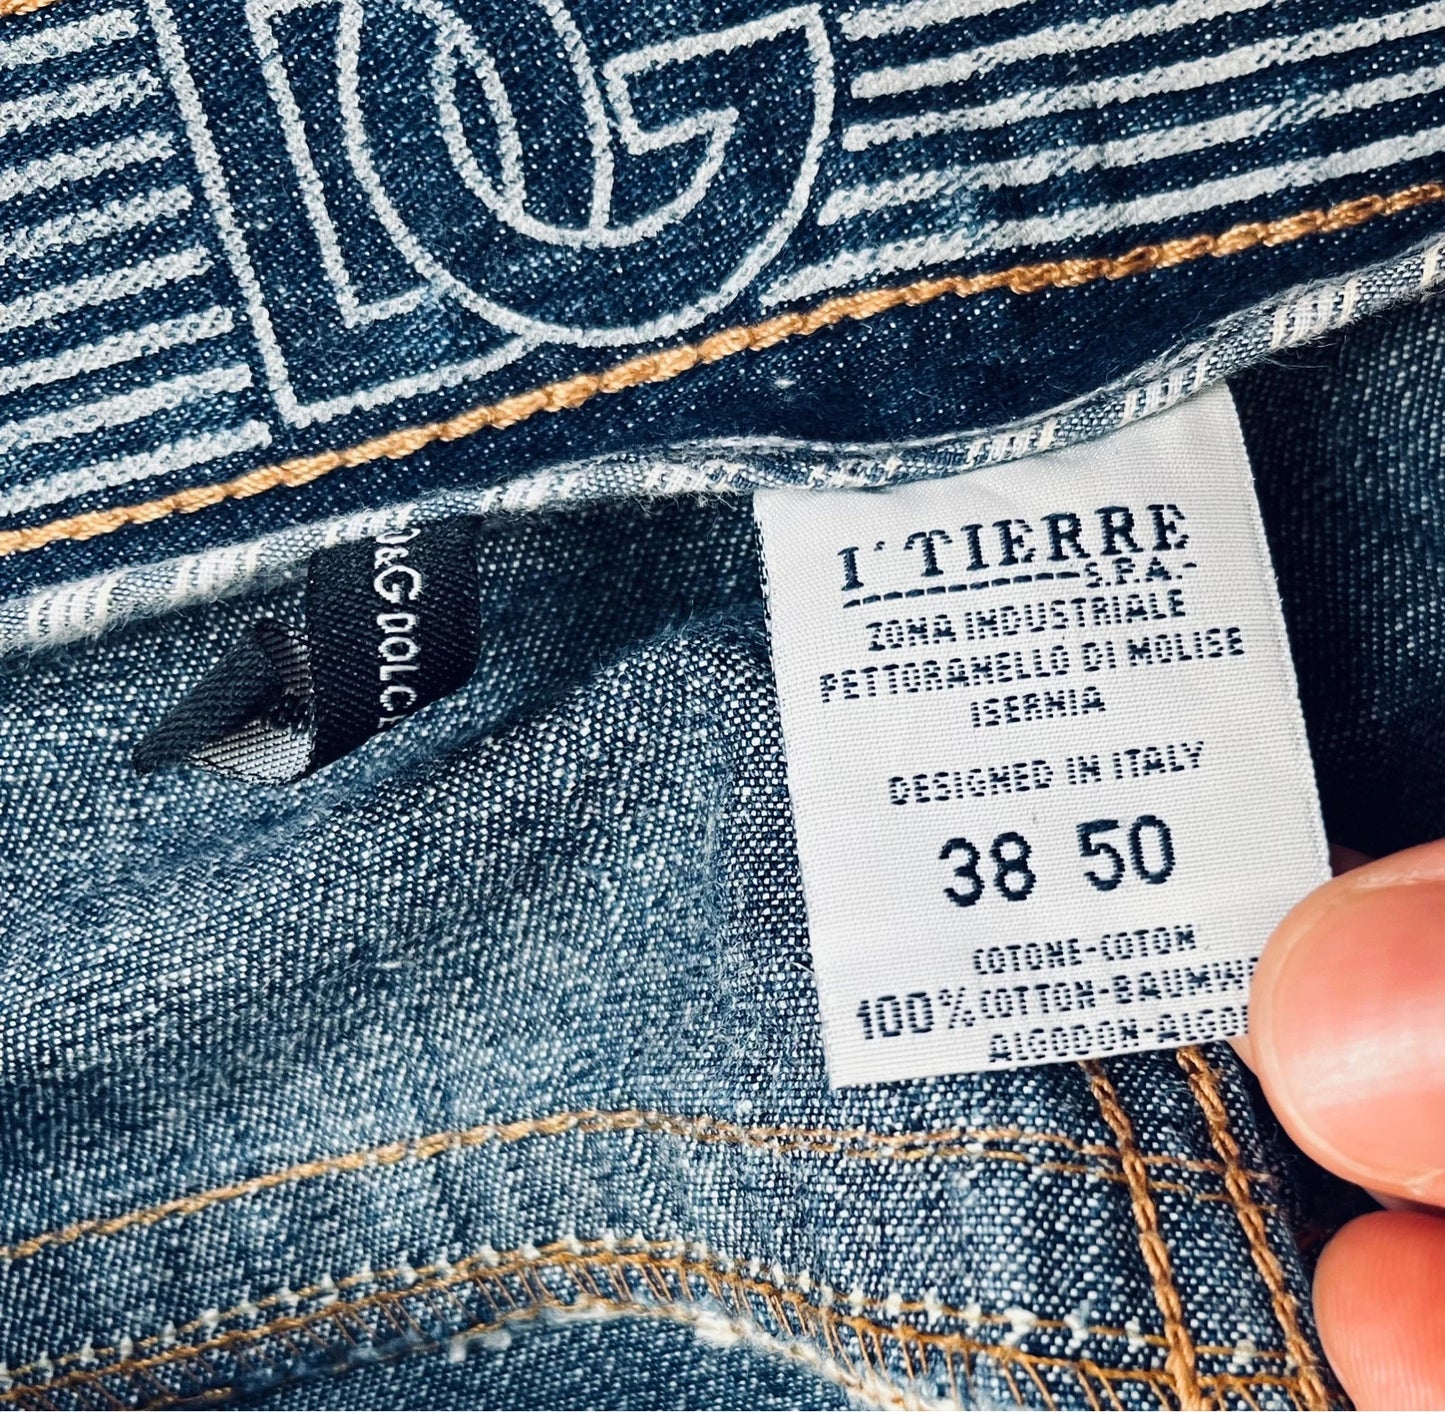 DG
D&G DOLCE
I'TIERRE
S.P.A.-
ZONA INDUSTRIALE
PETTORANELLO DI MOLISE
ISERNIA
DESIGNED IN ITALY
38 50
COTONE-COTON
100% COTTON-BAUMW
ALGODON-ALGO